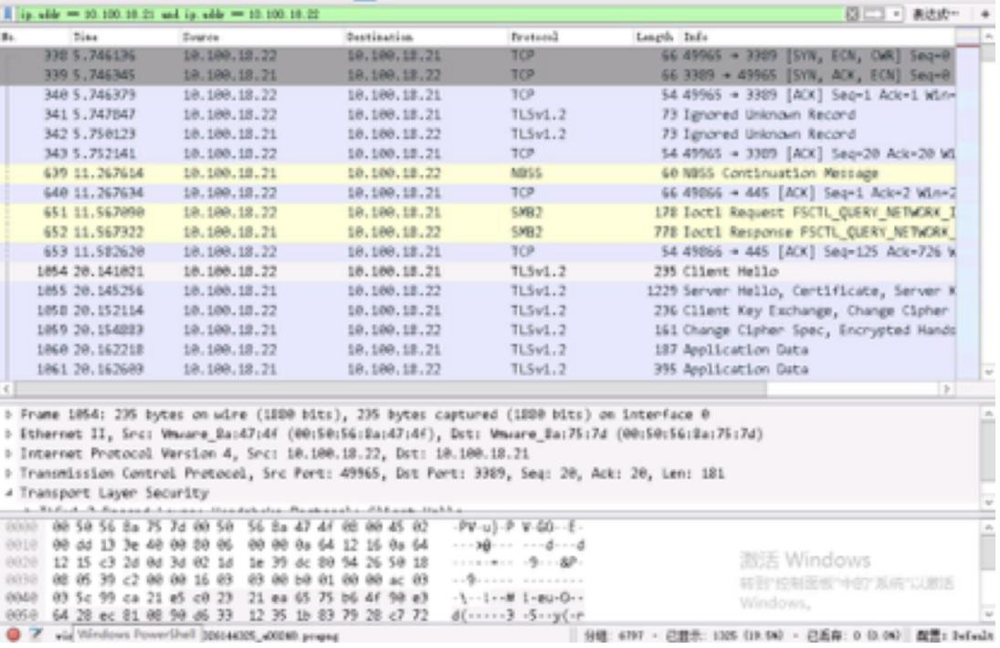 ip.addr == 10.100.18.21 and ip.addr == 10.100.18.22 表达式…
No. Time Source Destination Protocol Length Info
338 5.746136 10.100.18.22 10.100.18.21 TCP 66 49965 → 3389 [SYN, ECN, CWR] Seq=0
339 5.746345 10.100.18.21 10.100.18.22 TCP 66 3389 → 49965 [SYN, ACK, ECN] Seq=0
340 5.746379 10.100.18.22 10.100.18.21 TCP 54 49965 → 3389 [ACK] Seq=1 Ack=1 Win=
341 5.747847 10.100.18.22 10.100.18.21 TLSv1.2 73 Ignored Unknown Record
342 5.750123 10.100.18.21 10.100.18.22 TLSv1.2 73 Ignored Unknown Record
343 5.752141 10.100.18.22 10.100.18.21 TCP 54 49965 → 3389 [ACK] Seq=20 Ack=20 Wi
639 11.267614 10.100.18.21 10.100.18.22 NBSS 60 NBSS Continuation Message
640 11.267634 10.100.18.22 10.100.18.21 TCP 66 49866 → 445 [ACK] Seq=1 Ack=2 Win=2
651 11.567090 10.100.18.22 10.100.18.21 SMB2 178 Ioctl Request FSCTL_QUERY_NETWORK_I
652 11.567322 10.100.18.21 10.100.18.22 SMB2 778 Ioctl Response FSCTL_QUERY_NETWORK_
653 11.582620 10.100.18.22 10.100.18.21 TCP 54 49866 → 445 [ACK] Seq=125 Ack=726 W
1054 20.141021 10.100.18.22 10.100.18.21 TLSv1.2 235 Client Hello
1055 20.145256 10.100.18.21 10.100.18.22 TLSv1.2 1229 Server Hello, Certificate, Server K
1058 20.152114 10.100.18.22 10.100.18.21 TLSv1.2 236 Client Key Exchange, Change Cipher
1059 20.154883 10.100.18.21 10.100.18.22 TLSv1.2 161 Change Cipher Spec, Encrypted Hands
1060 20.162218 10.100.18.22 10.100.18.21 TLSv1.2 187 Application Data
1061 20.162603 10.100.18.21 10.100.18.22 TLSv1.2 395 Application Data
Frame 1054: 235 bytes on wire (1880 bits), 235 bytes captured (1880 bits) on interface 0
Ethernet II, Src: Vmware_8a:47:4f (00:50:56:8a:47:4f), Dst: Vmware_8a:75:7d (00:50:56:8a:75:7d)
Internet Protocol Version 4, Src: 10.100.18.22, Dst: 10.100.18.21
Transmission Control Protocol, Src Port: 49965, Dst Port: 3389, Seq: 20, Ack: 20, Len: 181
Transport Layer Security
0000 00 50 56 8a 75 7d 00 50 56 8a 47 4f 08 00 45 02 ·PV·u}·P V·GO··E·
0010 00 dd 13 3e 40 00 80 06 00 00 0a 64 12 16 0a 64 ···>@··· ···d···d
0020 12 15 c3 2d 0d 3d 02 1d 1e 39 dc 80 94 26 50 18 ···-·=·· ·9···&P·
0030 08 05 39 c2 00 00 16 03 03 00 b0 01 00 00 ac 03 ··9····· ········
0040 03 5c 99 ca 21 e5 c0 23 21 ea 65 75 b6 4f 90 e3 ·\··!··# !·eu·O··
0050 64 28 ec 81 08 90 d6 33 12 35 1b 83 79 28 c7 72 d(·····3 ·5··y(·r
激活 Windows
转到"控制面板"中的"系统"以激活
Windows。
Windows PowerShell
分组: 6797 · 已显示: 1325 (19.5%) · 已丢弃: 0 (0.0%) 配置: Default